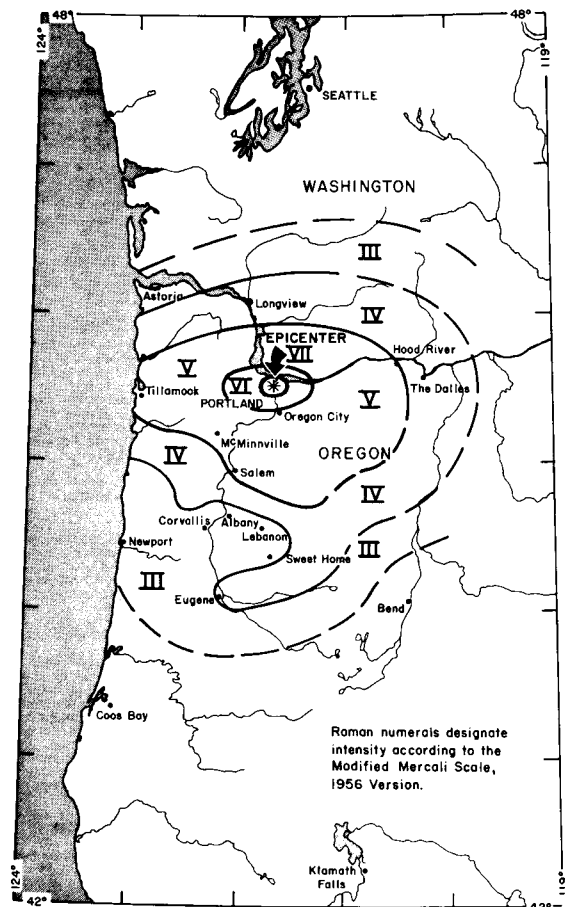 48°
48°
124°
119°
SEATTLE
WASHINGTON
III
Astoria
Longview
IV
EPICENTER
VII
Hood River
V
VI
Tillamook
The Dalles
PORTLAND
V
Oregon City
McMinnville
OREGON
IV
Salem
IV
Corvallis
Albany
Lebanon
Newport
III
Sweet Home
III
Eugene
Bend
Coos Bay
Roman numerals designate
intensity according to the
Modified Mercali Scale,
1956 Version.
Klamath
Falls
124°
119°
42°
42°